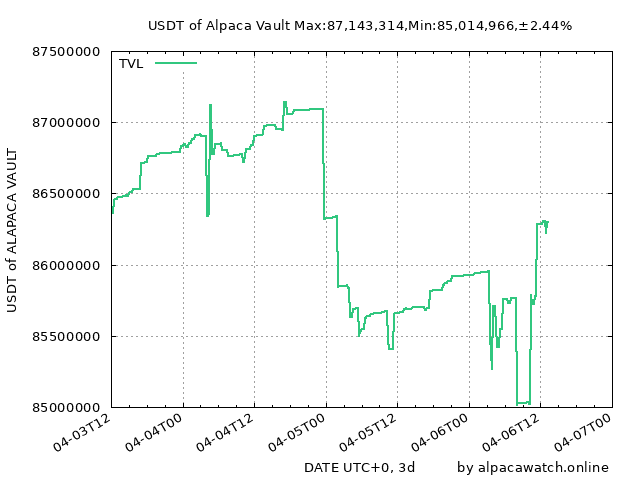 USDT of Alpaca Vault Max:87,143,314,Min:85,014,966,±2.44%
TVL
87500000
87000000
86500000
86000000
85500000
85000000
USDT of ALAPACA VAULT
04-03T12
04-04T00
04-04T12
04-05T00
04-05T12
04-06T00
04-06T12
04-07T00
DATE UTC+0, 3d
by alpacawatch.online